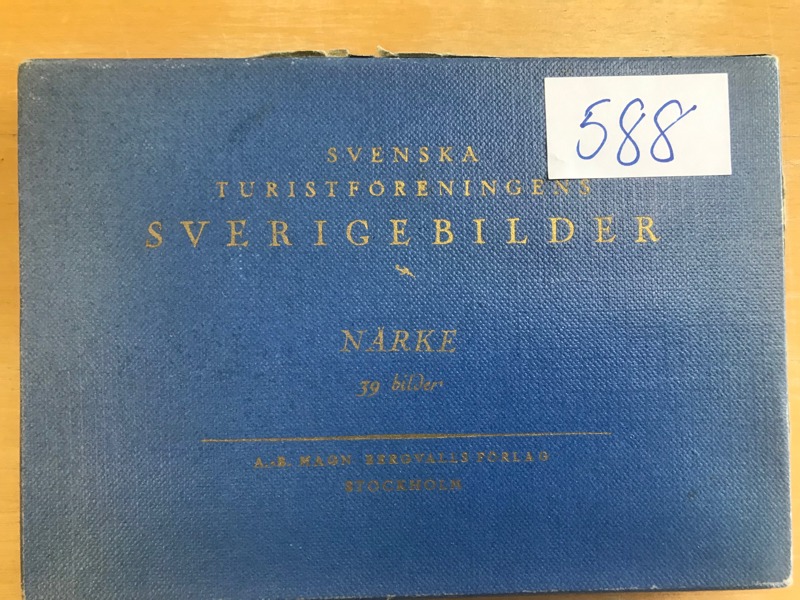 588
SVENSKA
TURISTFÖRENINGENS
SVERIGEBILDER
NÄRKE
39 bilder
A.-B. MAGN. BERGVALLS FÖRLAG
STOCKHOLM